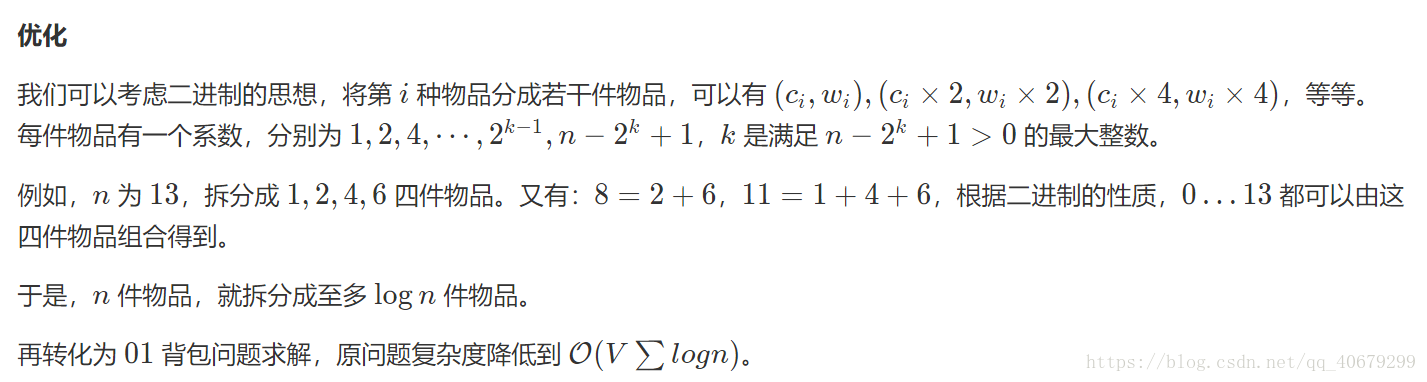 优化
我们可以考虑二进制的思想，将第 i 种物品分成若干件物品，可以有 (c_i, w_i), (c_i × 2, w_i × 2), (c_i × 4, w_i × 4)，等等。
每件物品有一个系数，分别为 1, 2, 4, ⋯, 2^{k−1}, n − 2^k + 1，k 是满足 n − 2^k + 1 > 0 的最大整数。
例如，n 为 13，拆分成 1, 2, 4, 6 四件物品。又有：8 = 2 + 6，11 = 1 + 4 + 6，根据二进制的性质，0…13 都可以由这
四件物品组合得到。
于是，n 件物品，就拆分成至多 log n 件物品。
再转化为 01 背包问题求解，原问题复杂度降低到 O(V ∑ logn)。
https://blog.csdn.net/qq_40679299